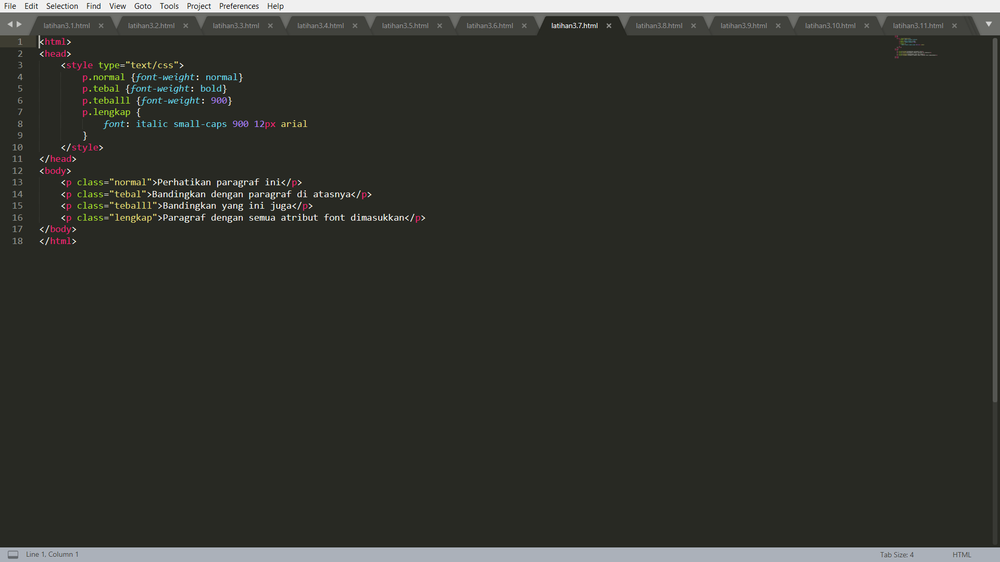 File Edit Selection Find View Goto Tools Project Preferences Help
latihan3.1.html × latihan3.2.html × latihan3.3.html × latihan3.4.html × latihan3.5.html × latihan3.6.html × latihan3.7.html × latihan3.8.html × latihan3.9.html × latihan3.10.html × latihan3.11.html ×
1 <html>
2 <head>
3     <style type="text/css">
4         p.normal {font-weight: normal}
5         p.tebal {font-weight: bold}
6         p.teballl {font-weight: 900}
7         p.lengkap {
8             font: italic small-caps 900 12px arial
9         }
10     </style>
11 </head>
12 <body>
13     <p class="normal">Perhatikan paragraf ini</p>
14     <p class="tebal">Bandingkan dengan paragraf di atasnya</p>
15     <p class="teballl">Bandingkan yang ini juga</p>
16     <p class="lengkap">Paragraf dengan semua atribut font dimasukkan</p>
17 </body>
18 </html>
Line 1, Column 1 Tab Size: 4 HTML